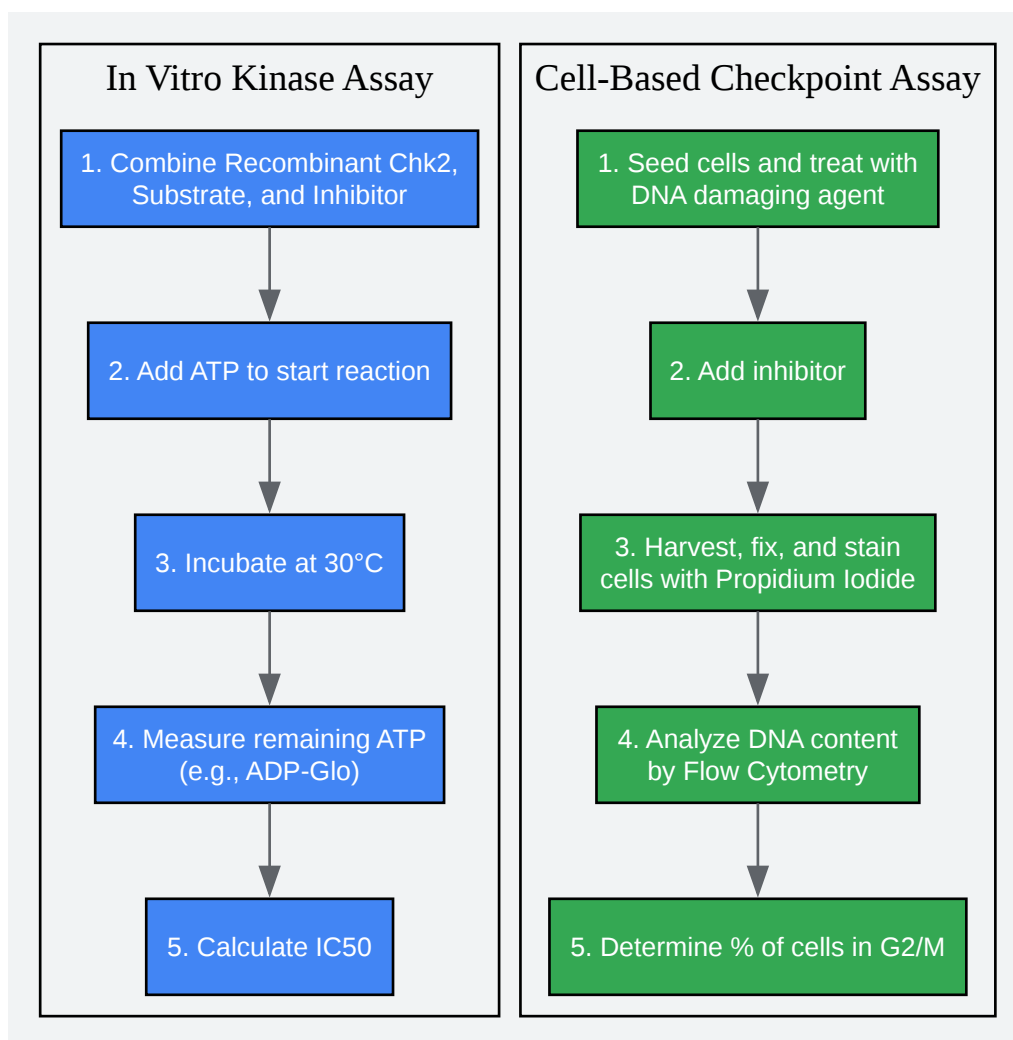 In Vitro Kinase Assay
1. Combine Recombinant Chk2,
Substrate, and Inhibitor
2. Add ATP to start reaction
3. Incubate at 30°C
4. Measure remaining ATP
(e.g., ADP-Glo)
5. Calculate IC50
Cell-Based Checkpoint Assay
1. Seed cells and treat with
DNA damaging agent
2. Add inhibitor
3. Harvest, fix, and stain
cells with Propidium Iodide
4. Analyze DNA content
by Flow Cytometry
5. Determine % of cells in G2/M